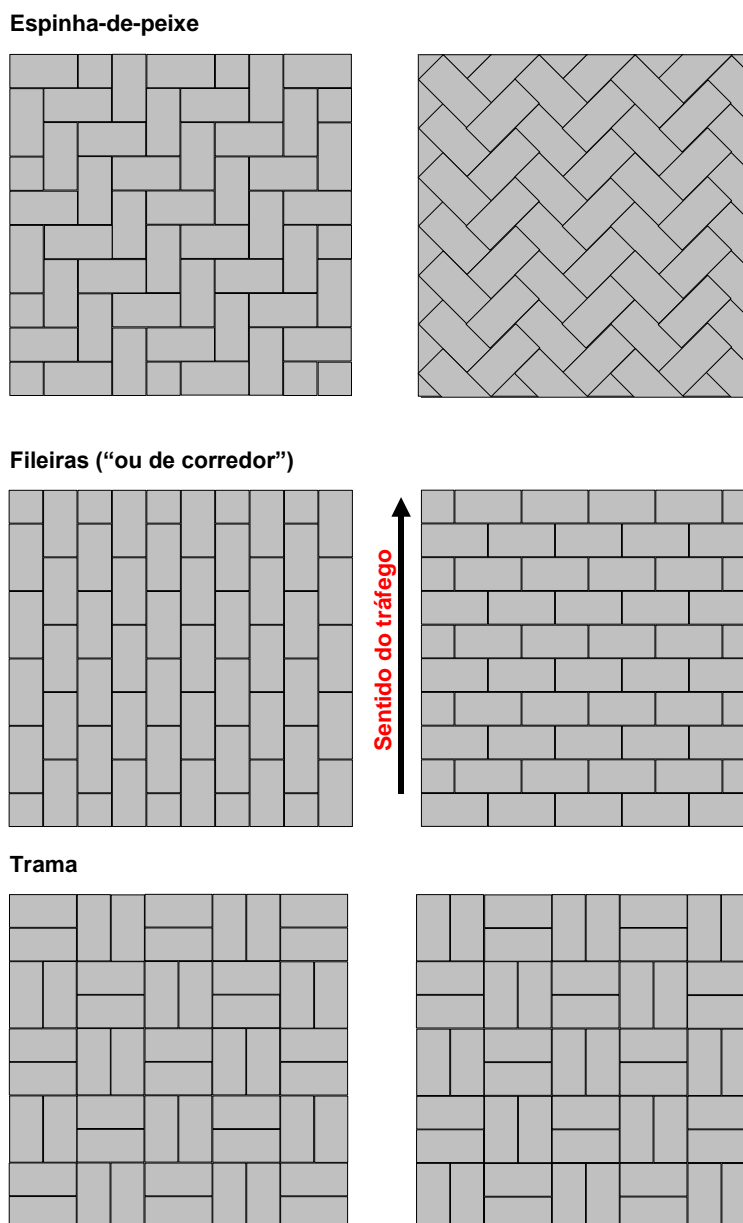 Espinha-de-peixe
Fileiras (“ou de corredor”)
Sentido do tráfego
Trama